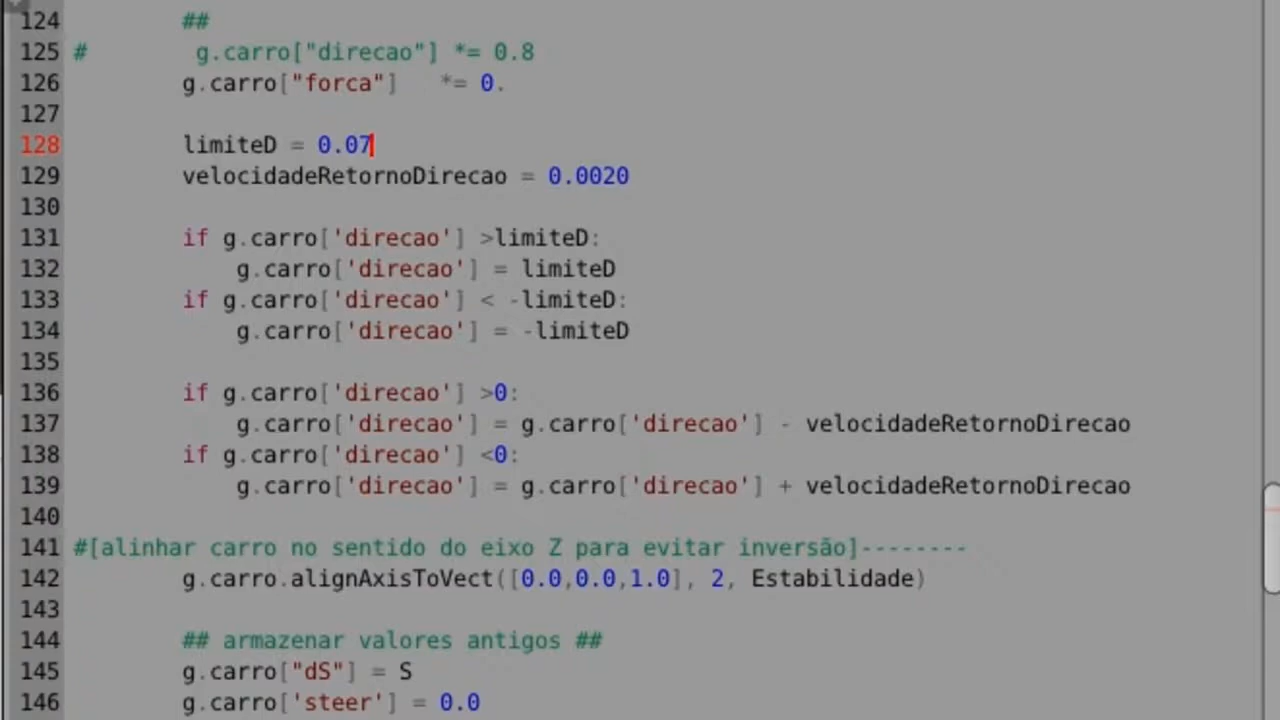 124 ##
125 # g.carro["direcao"] *= 0.8
126 g.carro["forca"] *= 0.
127
128 limiteD = 0.07
129 velocidadeRetornoDirecao = 0.0020
130
131 if g.carro['direcao'] >limiteD:
132 g.carro['direcao'] = limiteD
133 if g.carro['direcao'] < -limiteD:
134 g.carro['direcao'] = -limiteD
135
136 if g.carro['direcao'] >0:
137 g.carro['direcao'] = g.carro['direcao'] - velocidadeRetornoDirecao
138 if g.carro['direcao'] <0:
139 g.carro['direcao'] = g.carro['direcao'] + velocidadeRetornoDirecao
140
141 #[alinhar carro no sentido do eixo Z para evitar inversão]--------
142 g.carro.alignAxisToVect([0.0,0.0,1.0], 2, Estabilidade)
143
144 ## armazenar valores antigos ##
145 g.carro["dS"] = S
146 g.carro['steer'] = 0.0